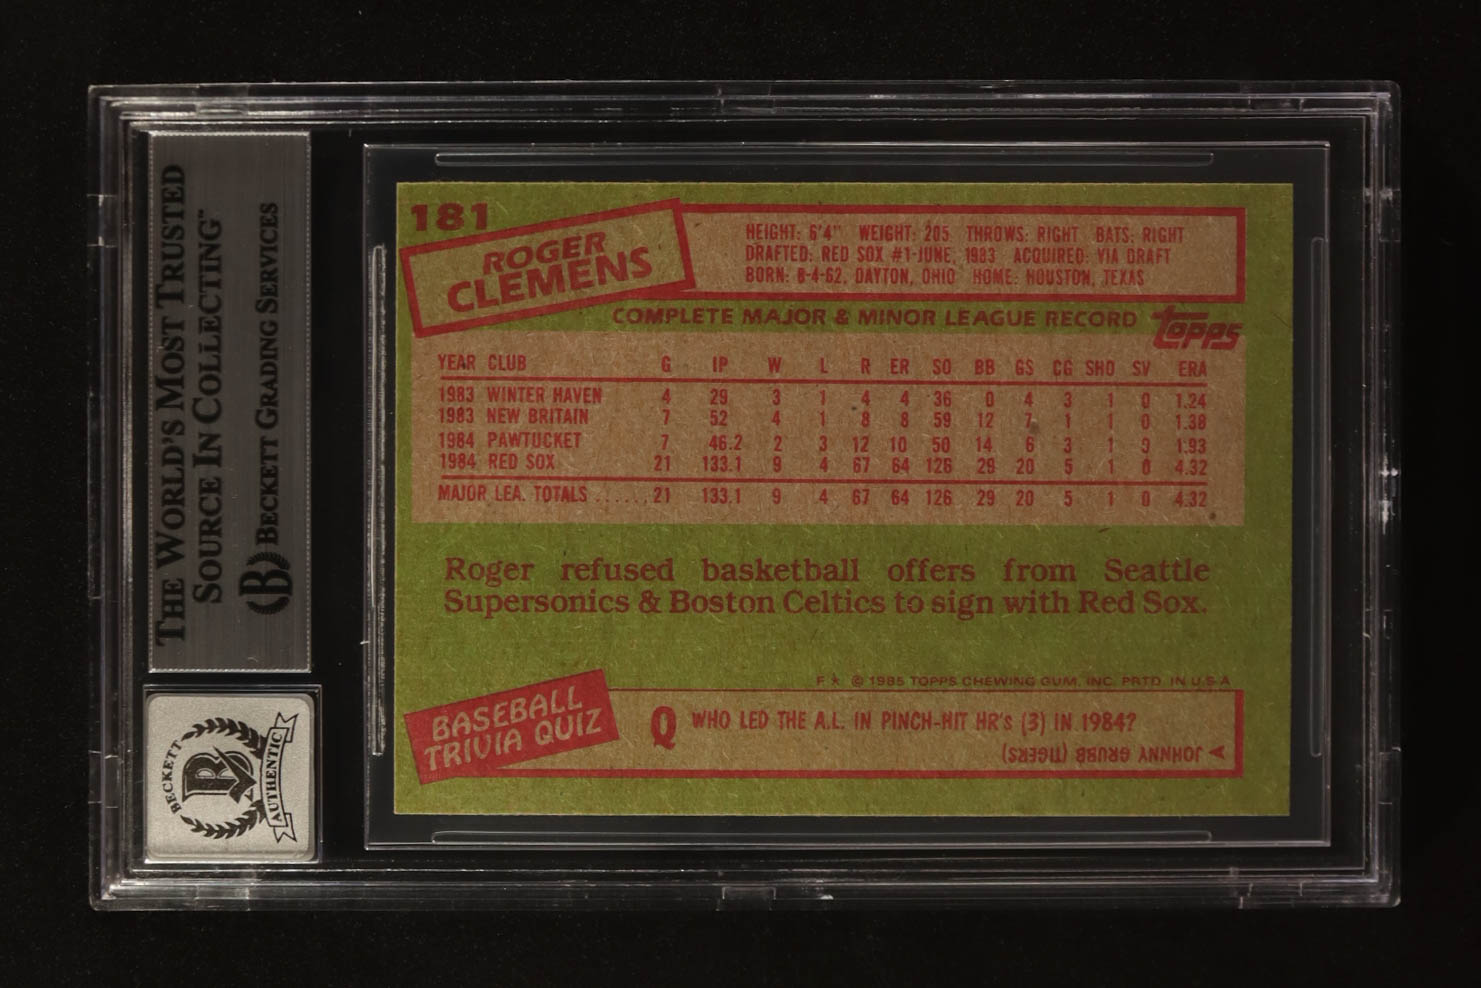 THE WORLD'S MOST TRUSTED
SOURCE IN COLLECTING™
B BECKETT GRADING SERVICES
BECKETT
B
AUTHENTIC
181
ROGER
CLEMENS
HEIGHT: 6'4" WEIGHT: 205 THROWS: RIGHT BATS: RIGHT
DRAFTED: RED SOX #1-JUNE, 1983 ACQUIRED: VIA DRAFT
BORN: 8-4-62, DAYTON, OHIO HOME: HOUSTON, TEXAS
COMPLETE MAJOR & MINOR LEAGUE RECORD
topps
YEAR CLUB G IP W L R ER SO BB GS CG SHO SV ERA
1983 WINTER HAVEN 4 29 3 1 4 4 36 0 4 3 1 0 1.24
1983 NEW BRITAIN 7 52 4 1 8 8 59 12 7 1 1 0 1.38
1984 PAWTUCKET 7 46.2 2 3 12 10 50 14 6 3 1 0 1.93
1984 RED SOX 21 133.1 9 4 67 64 126 29 20 5 1 0 4.32
MAJOR LEA. TOTALS ...... 21 133.1 9 4 67 64 126 29 20 5 1 0 4.32
Roger refused basketball offers from Seattle
Supersonics & Boston Celtics to sign with Red Sox.
F★ © 1985 TOPPS CHEWING GUM, INC. PRTD. IN U.S.A
BASEBALL
TRIVIA QUIZ
Q WHO LED THE A.L. IN PINCH-HIT HR's (3) IN 1984?
A JOHNNY GRUBB (TIGERS)